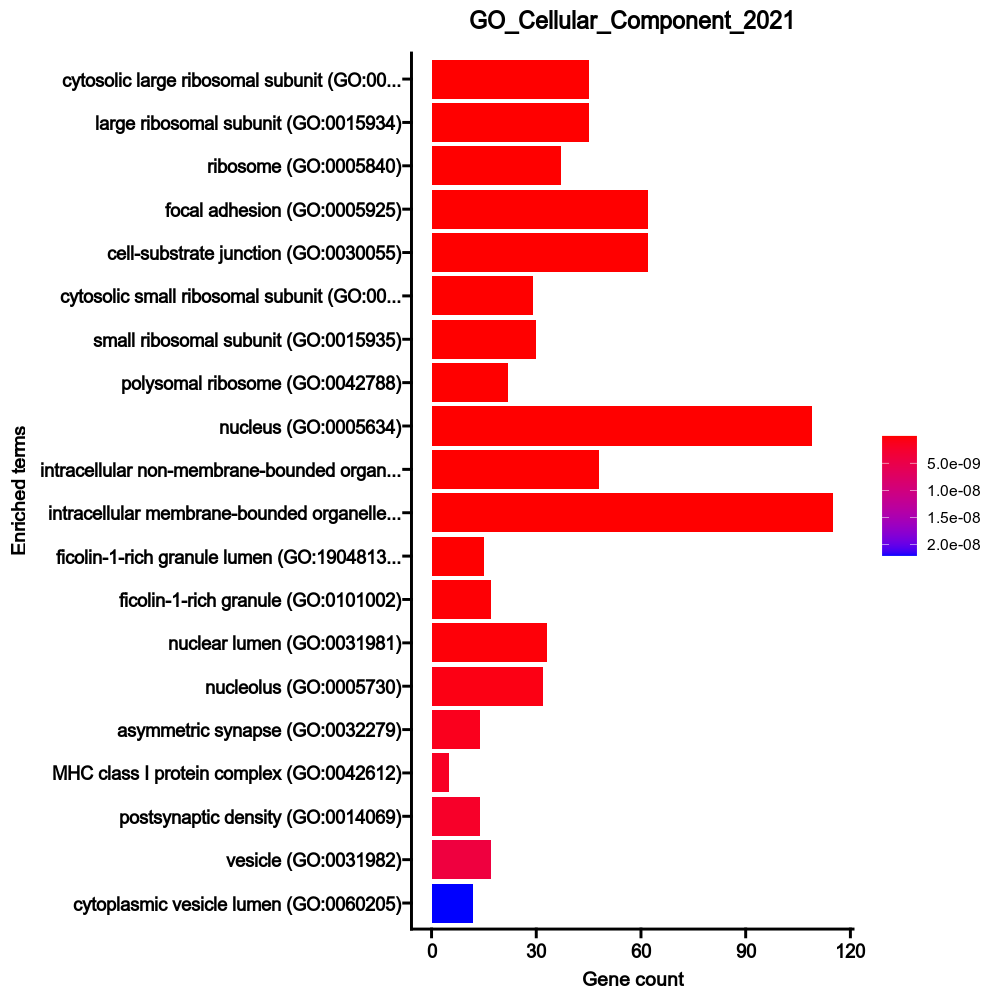 GO_Cellular_Component_2021
Enriched terms
cytosolic large ribosomal subunit (GO:00...
large ribosomal subunit (GO:0015934)
ribosome (GO:0005840)
focal adhesion (GO:0005925)
cell-substrate junction (GO:0030055)
cytosolic small ribosomal subunit (GO:00...
small ribosomal subunit (GO:0015935)
polysomal ribosome (GO:0042788)
nucleus (GO:0005634)
intracellular non-membrane-bounded organ...
intracellular membrane-bounded organelle...
ficolin-1-rich granule lumen (GO:1904813...
ficolin-1-rich granule (GO:0101002)
nuclear lumen (GO:0031981)
nucleolus (GO:0005730)
asymmetric synapse (GO:0032279)
MHC class I protein complex (GO:0042612)
postsynaptic density (GO:0014069)
vesicle (GO:0031982)
cytoplasmic vesicle lumen (GO:0060205)
0 30 60 90 120
Gene count
5.0e-09
1.0e-08
1.5e-08
2.0e-08